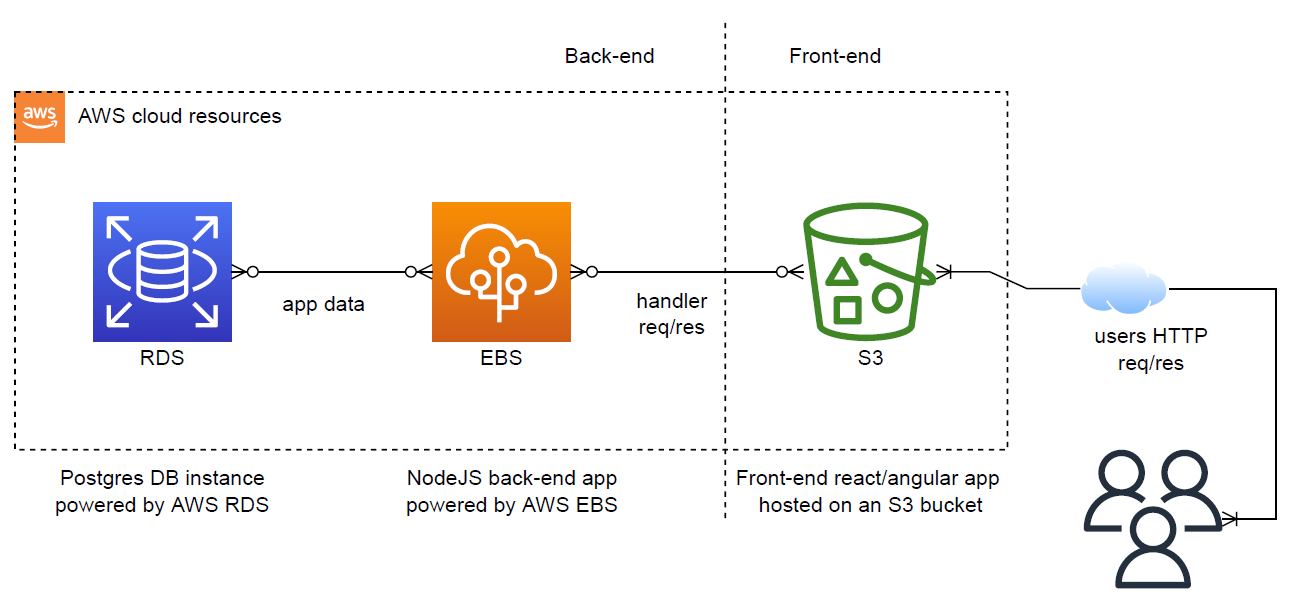 Back-end
Front-end
aws
AWS cloud resources
app data
handler
req/res
RDS
EBS
S3
users HTTP
req/res
Postgres DB instance
powered by AWS RDS
NodeJS back-end app
powered by AWS EBS
Front-end react/angular app
hosted on an S3 bucket